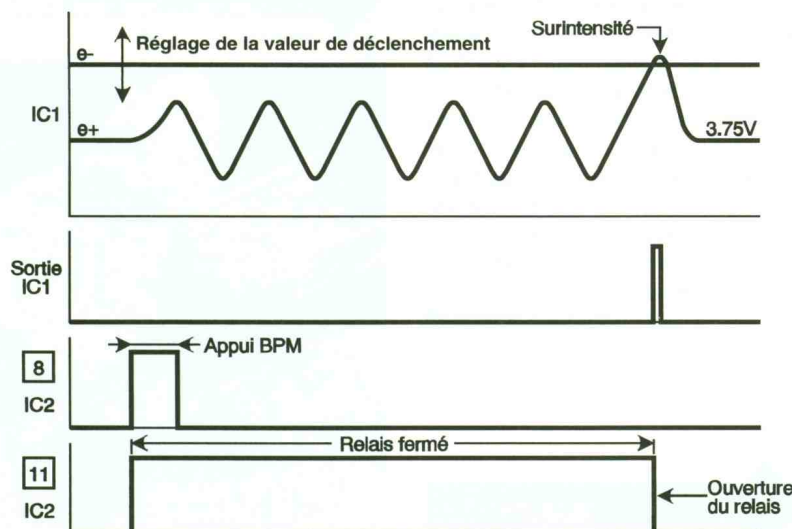 Surintensité
e-
Réglage de la valeur de déclenchement
IC1
e+
3.75V
Sortie
IC1
8
IC2
Appui BPM
Relais fermé
11
IC2
Ouverture
du relais